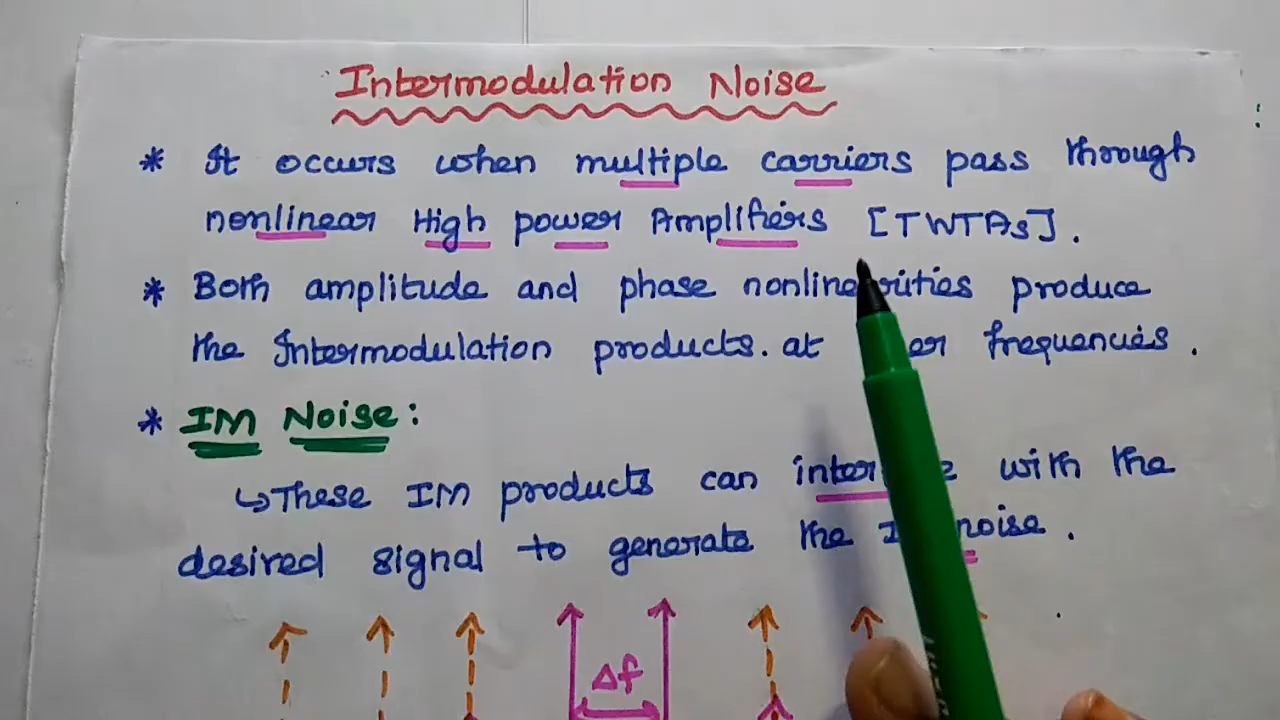 Intermodulation Noise
* It occurs when multiple carriers pass through
nonlinear High power Amplifiers [TWTAs].
* Both amplitude and phase nonlinearities produce
the Intermodulation products. at frequencies.
* IM Noise:
↳ These IM products can with the
desired signal to generate the noise.
Δf